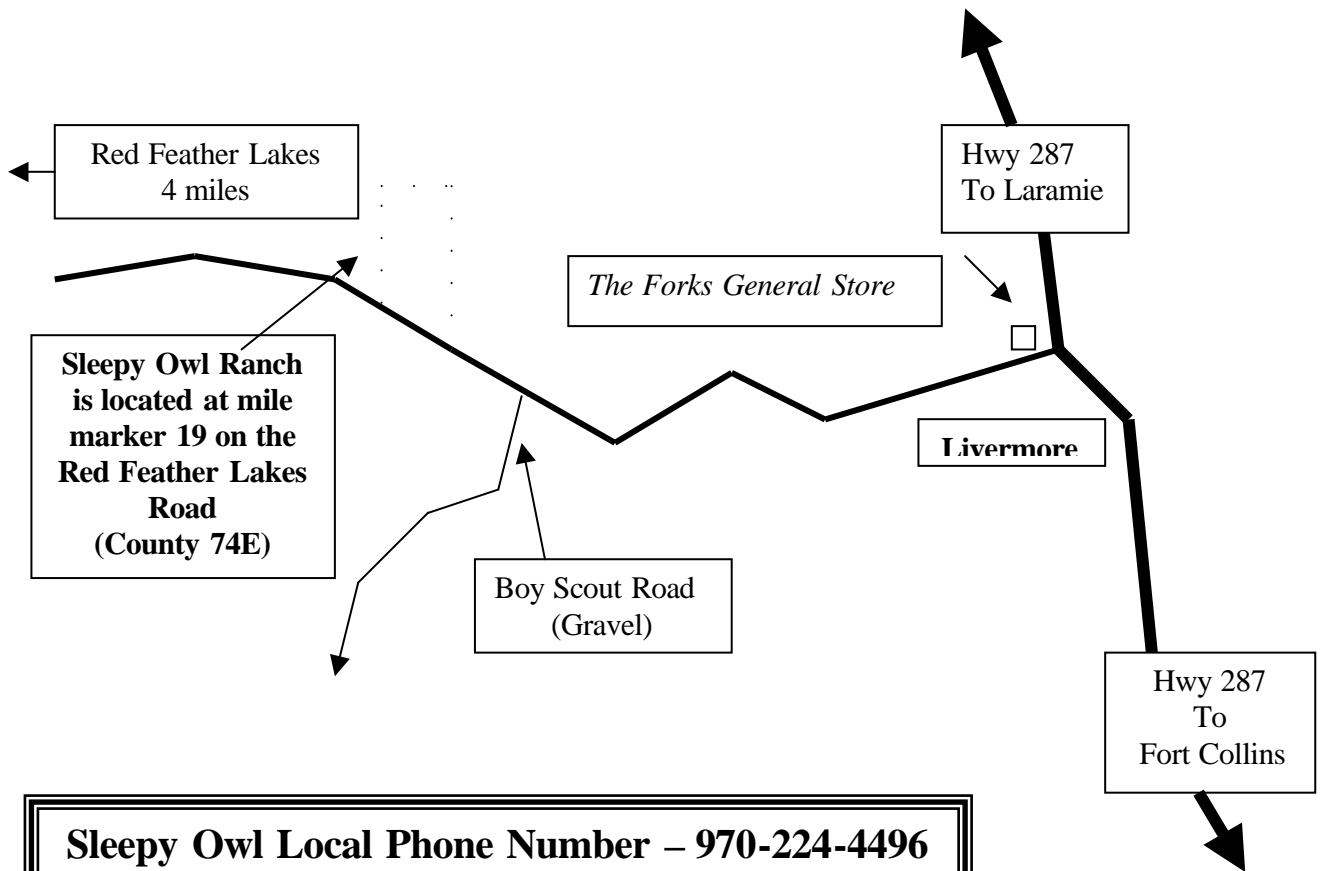 Red Feather Lakes
4 miles
Hwy 287
To Laramie
The Forks General Store
Sleepy Owl Ranch
is located at mile
marker 19 on the
Red Feather Lakes
Road
(County 74E)
Livermore
Boy Scout Road
(Gravel)
Hwy 287
To
Fort Collins
Sleepy Owl Local Phone Number – 970-224-4496